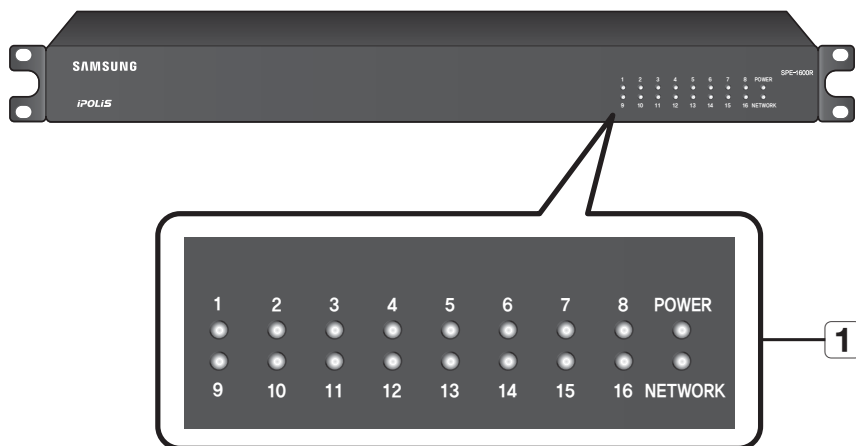 SAMSUNG
iPOLiS
SPE-1600R
1 2 3 4 5 6 7 8 POWER
9 10 11 12 13 14 15 16 NETWORK
1 2 3 4 5 6 7 8 POWER
9 10 11 12 13 14 15 16 NETWORK
1